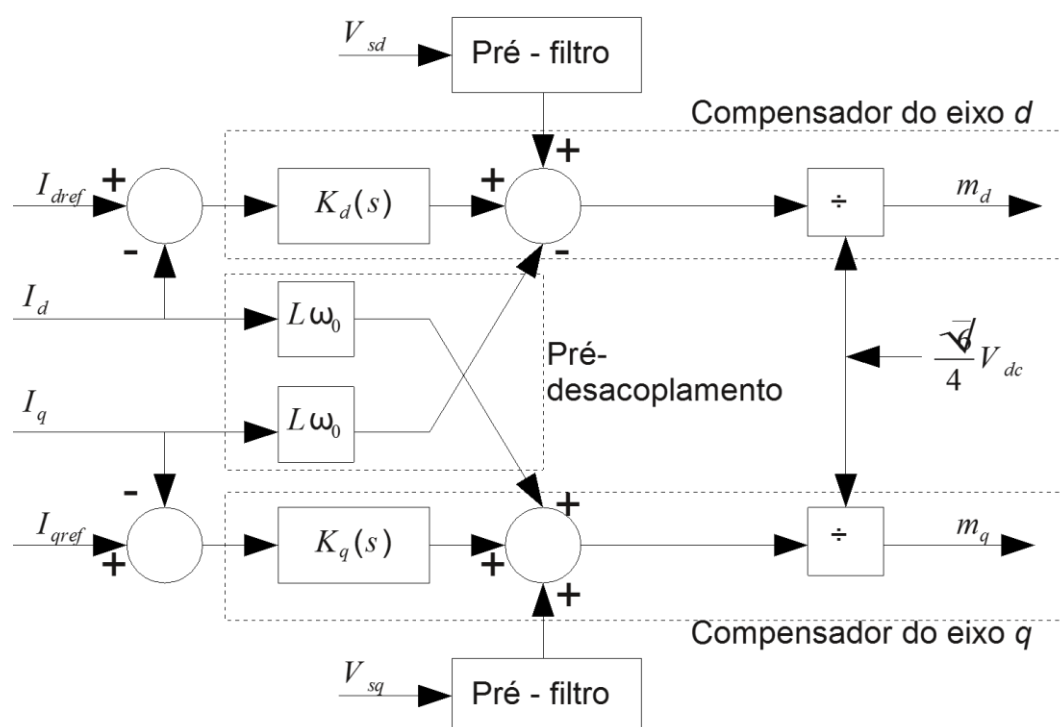 V_sd
Pré - filtro
Compensador do eixo d
+
+
+
I_dref
K_d(s)
÷
m_d
-
-
I_d
Lω_0
Pré-
desacoplamento
√6/4 V_dc
I_q
Lω_0
-
+
I_qref
K_q(s)
÷
m_q
+
+
+
Compensador do eixo q
V_sq
Pré - filtro